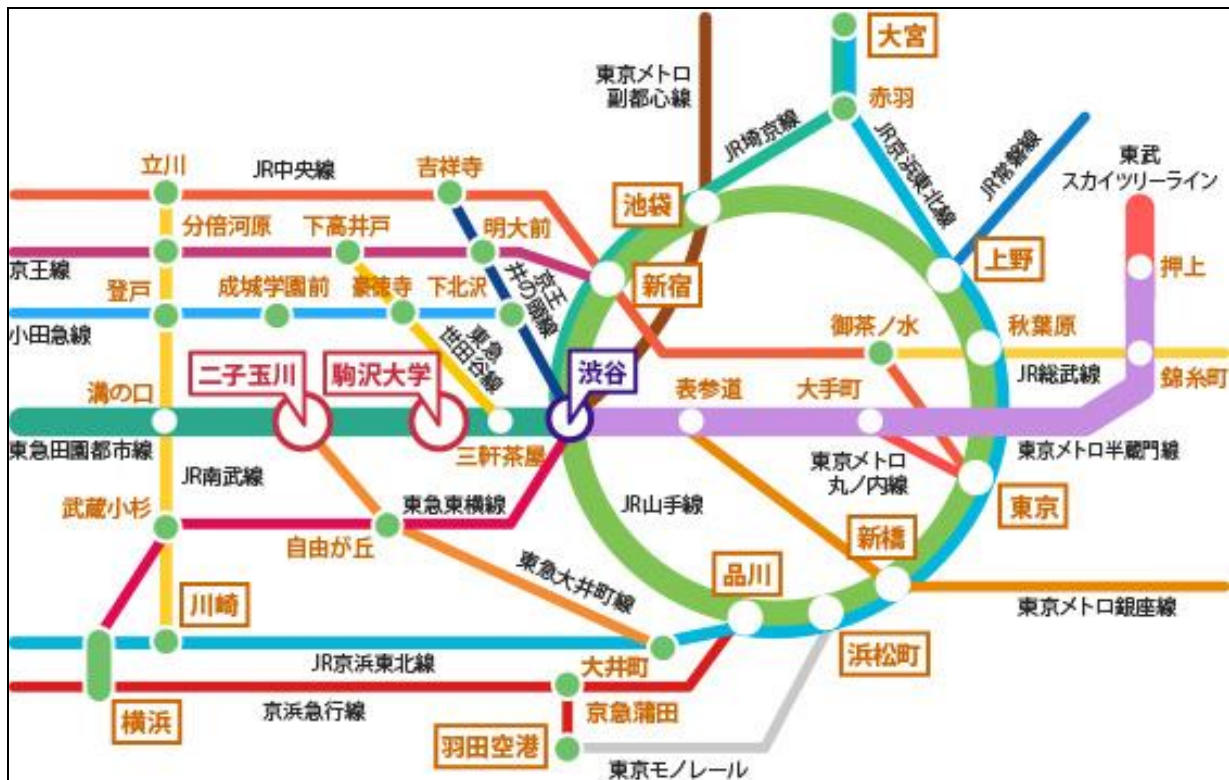 大宮
東京メトロ
副都心線
赤羽
JR埼京線
JR京浜東北線
JR常磐線
東武
スカイツリーライン
立川
JR中央線
吉祥寺
池袋
分倍河原
下高井戸
明大前
京王線
京王
井の頭線
新宿
上野
押上
登戸
成城学園前
豪徳寺
下北沢
小田急線
東急
世田谷線
御茶ノ水
秋葉原
JR総武線
錦糸町
二子玉川
駒沢大学
渋谷
溝の口
表参道
大手町
東急田園都市線
三軒茶屋
東京メトロ半蔵門線
JR南武線
東京メトロ
丸ノ内線
武蔵小杉
東急東横線
JR山手線
東京
自由が丘
新橋
東急大井町線
品川
川崎
東京メトロ銀座線
浜松町
JR京浜東北線
大井町
横浜
京浜急行線
京急蒲田
羽田空港
東京モノレール